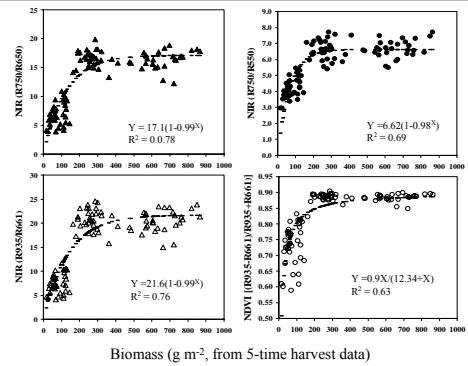 25
20
15
10
5
0
NIR (R750/R650)
Y = 17.1(1-0.99^X)
R² = 0.0.78
0 100 200 300 400 500 600 700 800 900 1000
9.0
8.0
7.0
6.0
5.0
4.0
3.0
2.0
1.0
0.0
NIR (R750/R550)
Y =6.62(1-0.98^X)
R² = 0.69
0 100 200 300 400 500 600 700 800 900 1000
30
25
20
15
10
5
0
NIR (R935/R661)
Y =21.6(1-0.99^X)
R² = 0.76
0 100 200 300 400 500 600 700 800 900 1000
0.95
0.90
0.85
0.80
0.75
0.70
0.65
0.60
0.55
0.50
NDVI [(R935-R661)/R935+R661)]
Y =0.9X/(12.34+X)
R² = 0.63
0 100 200 300 400 500 600 700 800 900 1000
Biomass (g m⁻², from 5-time harvest data)